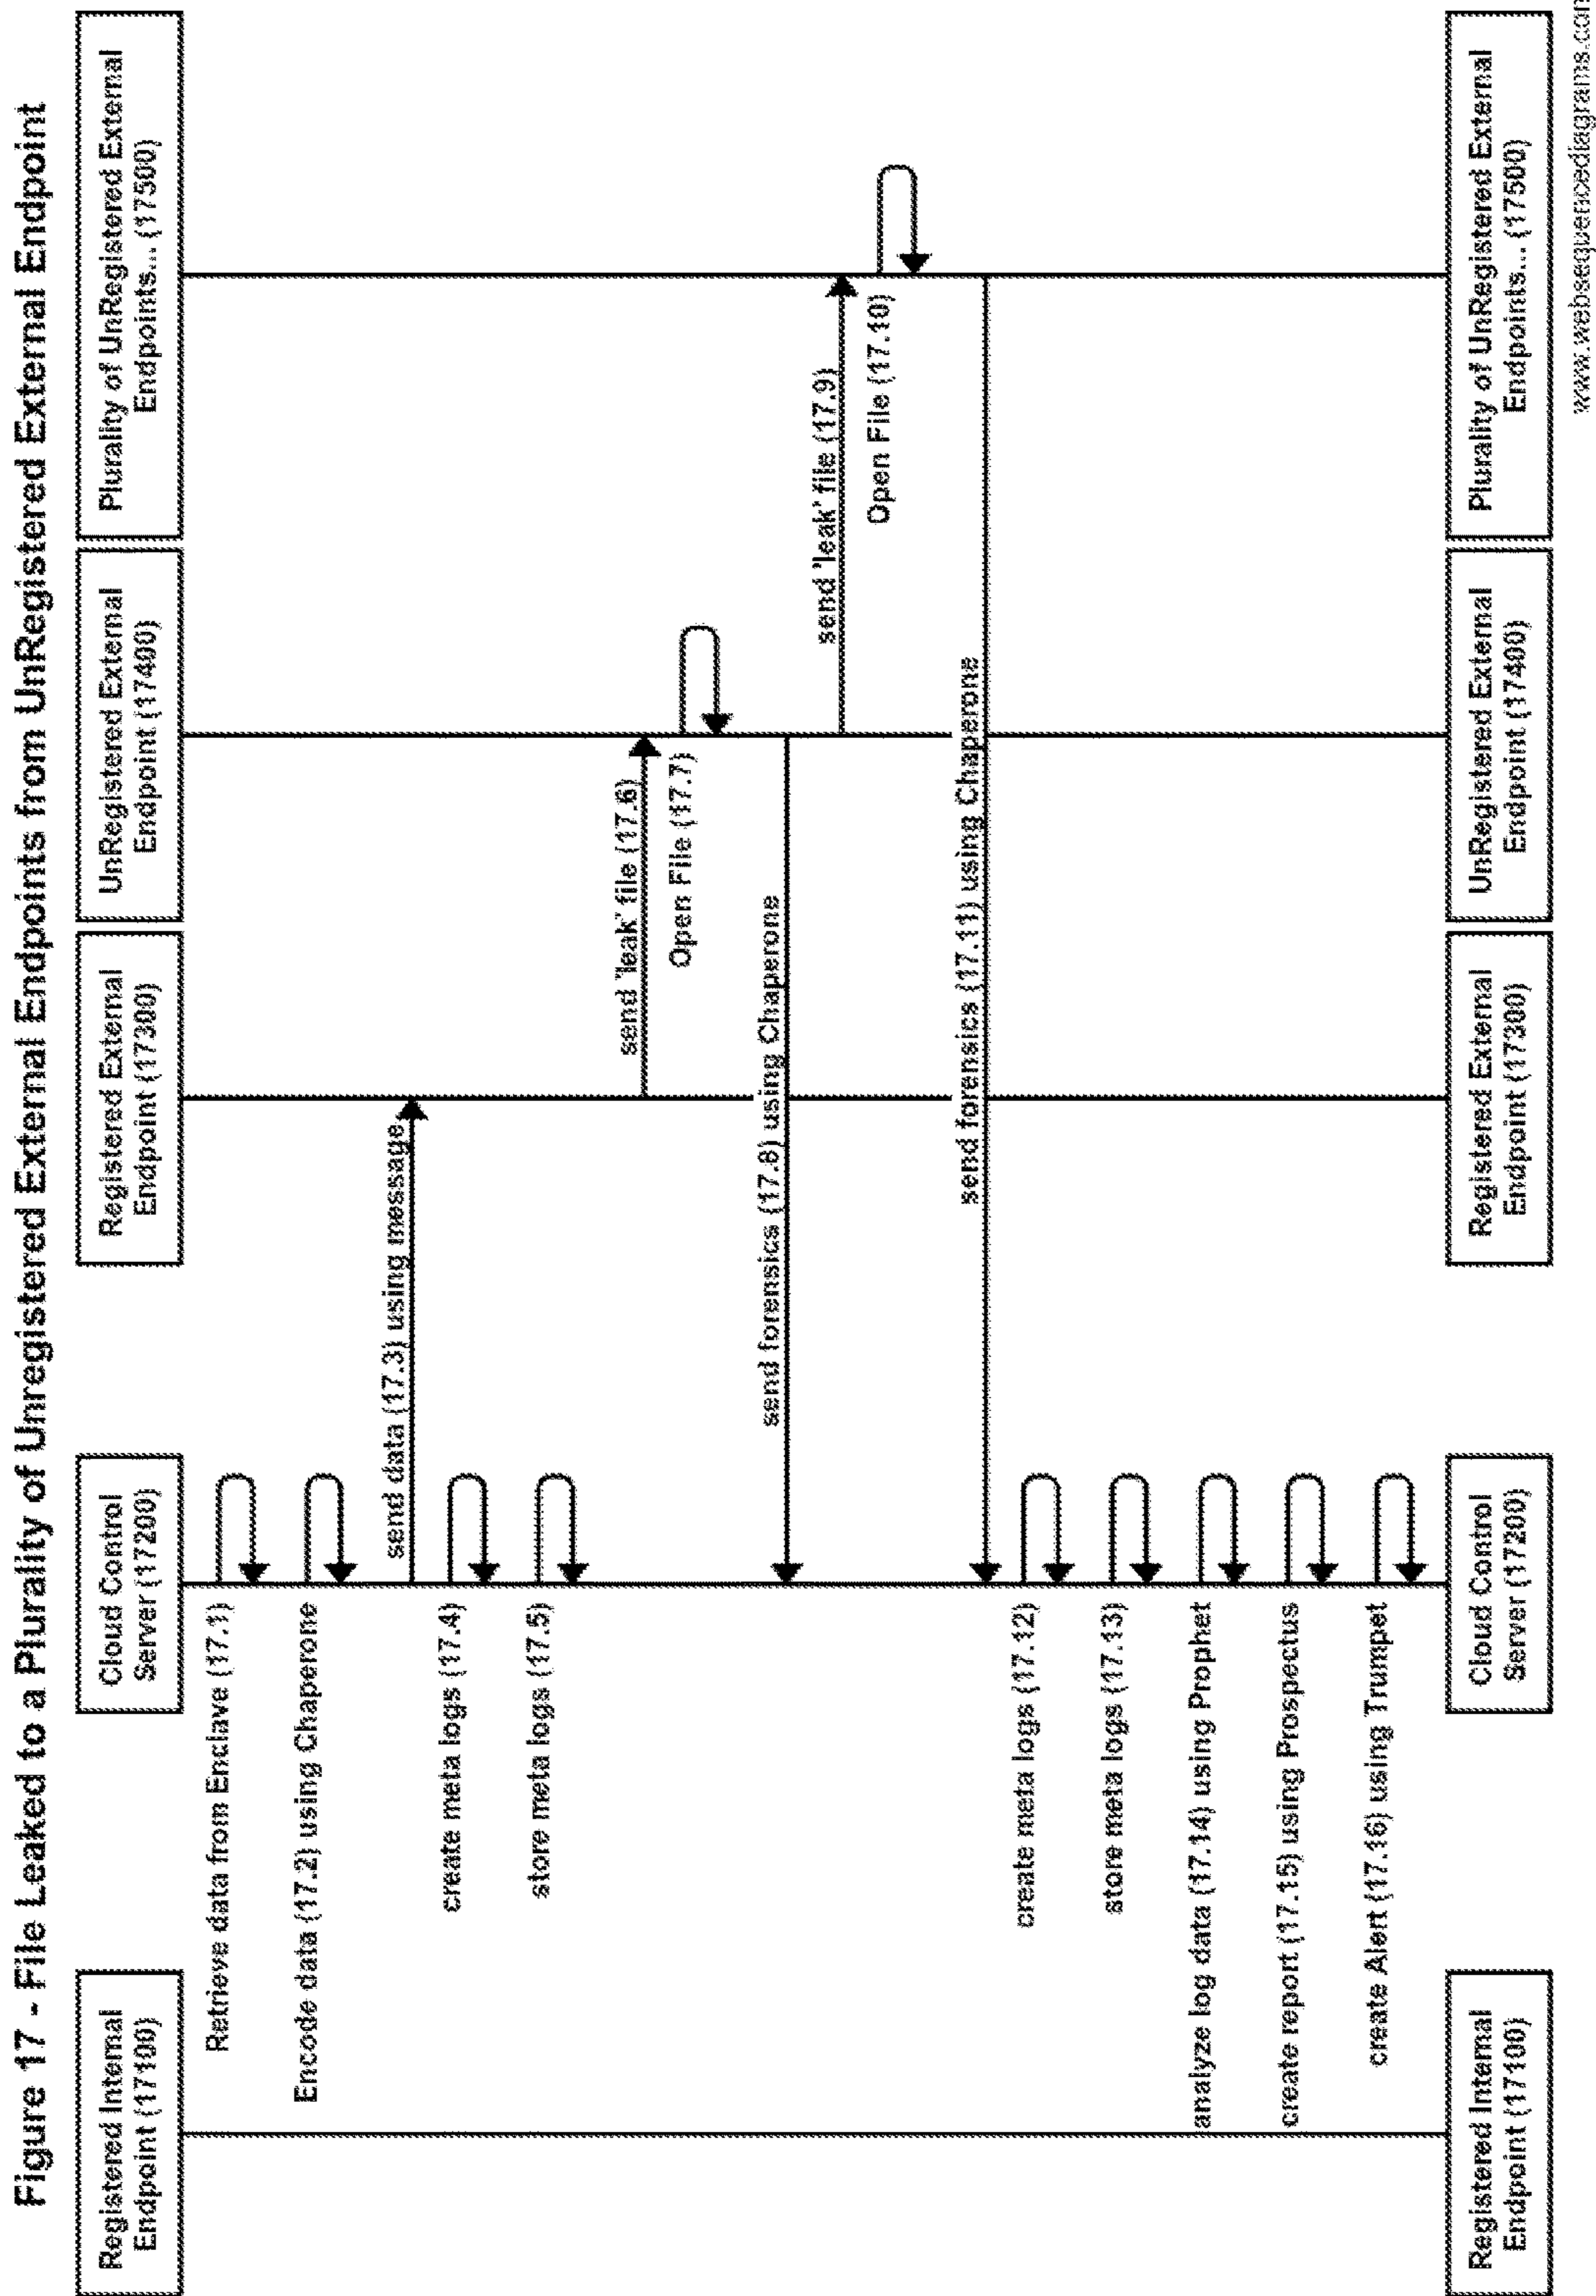 Figure 17 - File Leaked to a Plurality of Unregistered External Endpoints from UnRegistered External Endpoint
Registered Internal
Endpoint (17100)
Cloud Control
Server (17200)
Registered External
Endpoint (17300)
UnRegistered External
Endpoint (17400)
Plurality of UnRegistered External
Endpoints... (17500)
Retrieve data from Enclave (17.1)
Encode data (17.2) using Chaperone
send data (17.3) using message
create meta logs (17.4)
store meta logs (17.5)
send 'leak' file (17.6)
Open File (17.7)
send forensics (17.8) using Chaperone
send 'leak' file (17.9)
Open File (17.10)
send forensics (17.11) using Chaperone
create meta logs (17.12)
store meta logs (17.13)
analyze log data (17.14) using Prophet
create report (17.15) using Prospectus
create Alert (17.16) using Trumpet
Registered Internal
Endpoint (17100)
Cloud Control
Server (17200)
Registered External
Endpoint (17300)
UnRegistered External
Endpoint (17400)
Plurality of UnRegistered External
Endpoints... (17500)
www.websequencediagrams.com